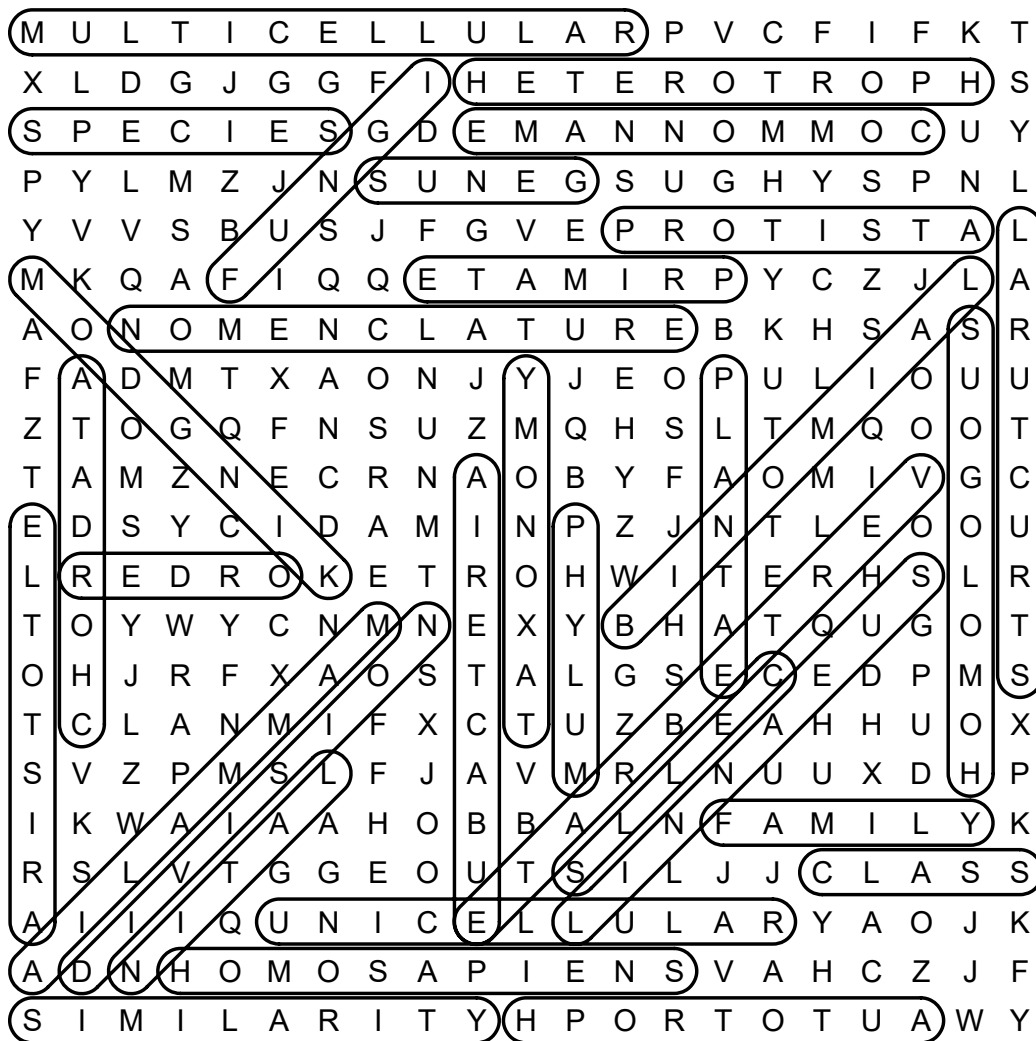 M U L T I C E L L U L A R P V C F I F K T
X L D G J G G F I H E T E R O T R O P H S
S P E C I E S G D E M A N N O M M O C U Y
P Y L M Z J N S U N E G S U G H Y S P N L
Y V V S B U S J F G V E P R O T I S T A L
M K Q A F I Q Q E T A M I R P Y C Z J L A
A O N O M E N C L A T U R E B K H S A S R
F A D M T X A O N J Y J E O P U L I O U U
Z T O G Q F N S U Z M Q H S L T M Q O O T
T A M Z N E C R N A O B Y F A O M I V G C
E D S Y C I D A M I N P Z J N T L E O O U
L R E D R O K E T R O H W I T E R H S L R
T O Y W Y C N M N E X Y B H A T Q U G O T
O H J R F X A O S T A L G S E C E D P M S
T C L A N M I F X C T U Z B E A H H U O X
S V Z P M S L F J A V M R L N U U X D H P
I K W A I A A H O B B A L N F A M I L Y K
R S L V T G G E O U T S I L J J C L A S S
A I I I Q U N I C E L L U L A R Y A O J K
A D N H O M O S A P I E N S V A H C Z J F
S I M I L A R I T Y H P O R T O T U A W Y